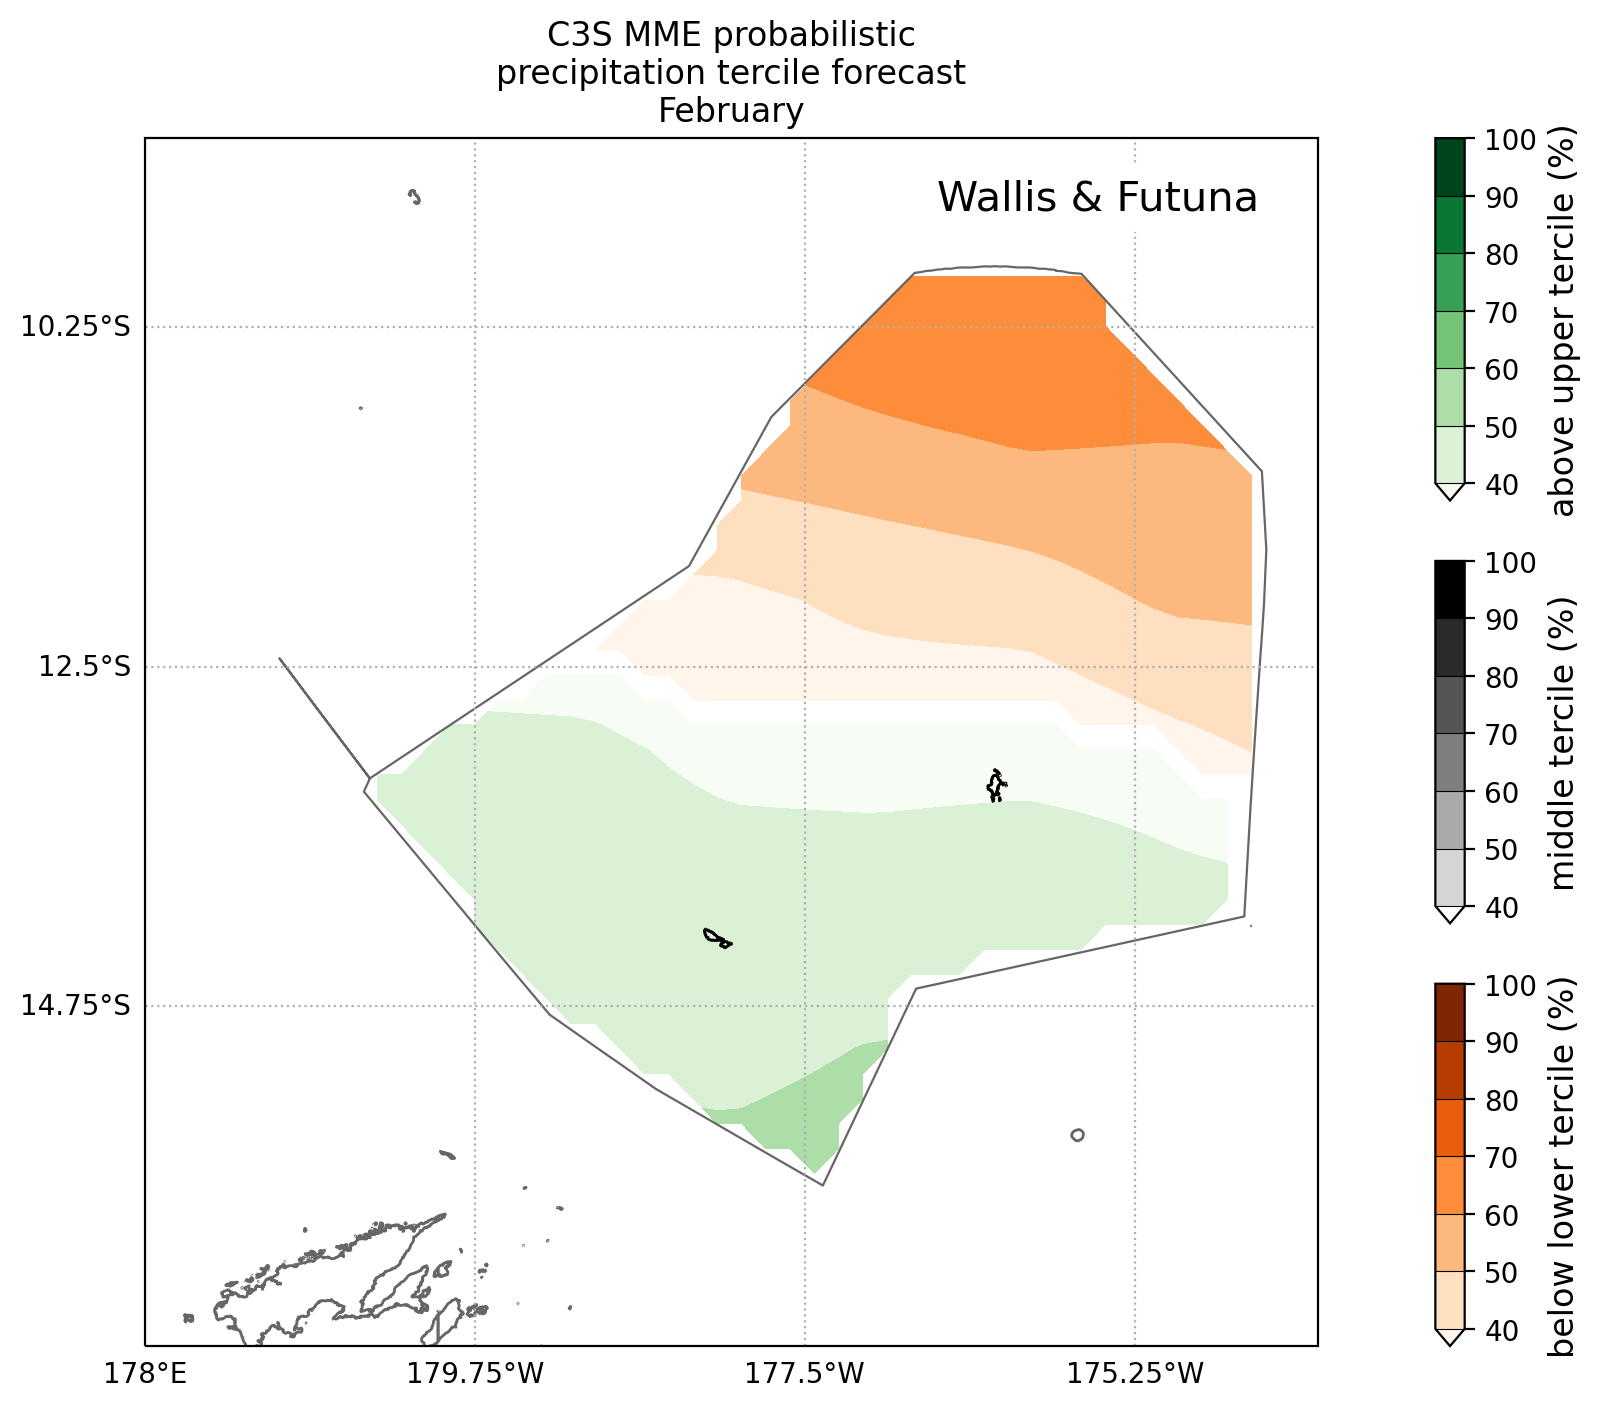 C3S MME probabilistic
precipitation tercile forecast
February
Wallis & Futuna
10.25°S
12.5°S
14.75°S
178°E
179.75°W
177.5°W
175.25°W
100
90
80
70
60
50
40
above upper tercile (%)
100
90
80
70
60
50
40
middle tercile (%)
100
90
80
70
60
50
40
below lower tercile (%)